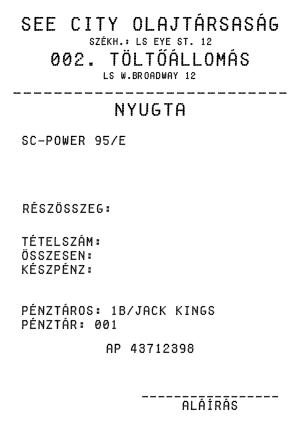 SEE CITY OLAJTÁRSASÁG
SZÉKH.: LS EYE ST. 12
002. TÖLTŐÁLLOMÁS
LS W.BROADWAY 12
NYUGTA
SC-POWER 95/E
RÉSZÖSSZEG:
TÉTELSZÁM:
ÖSSZESEN:
KÉSZPÉNZ:
PÉNZTÁROS: 1B/JACK KINGS
PÉNZTÁR: 001
AP 43712398
ALÁÍRÁS